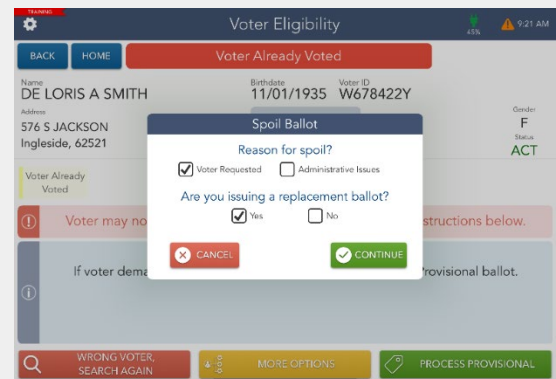 TRAINING
Voter Eligibility
45%
9:21 AM
BACK
HOME
Voter Already Voted
Name
DE LORIS A SMITH
Birthdate
11/01/1935
Voter ID
W678422Y
Address
576 S JACKSON
Ingleside, 62521
Gender
F
Status
ACT
Voter Already
Voted
Spoil Ballot
Reason for spoil?
Voter Requested
Administrative Issues
Are you issuing a replacement ballot?
Yes
No
CANCEL
CONTINUE
Voter may no
structions below.
If voter dema
Provisional ballot.
WRONG VOTER,
SEARCH AGAIN
MORE OPTIONS
PROCESS PROVISIONAL